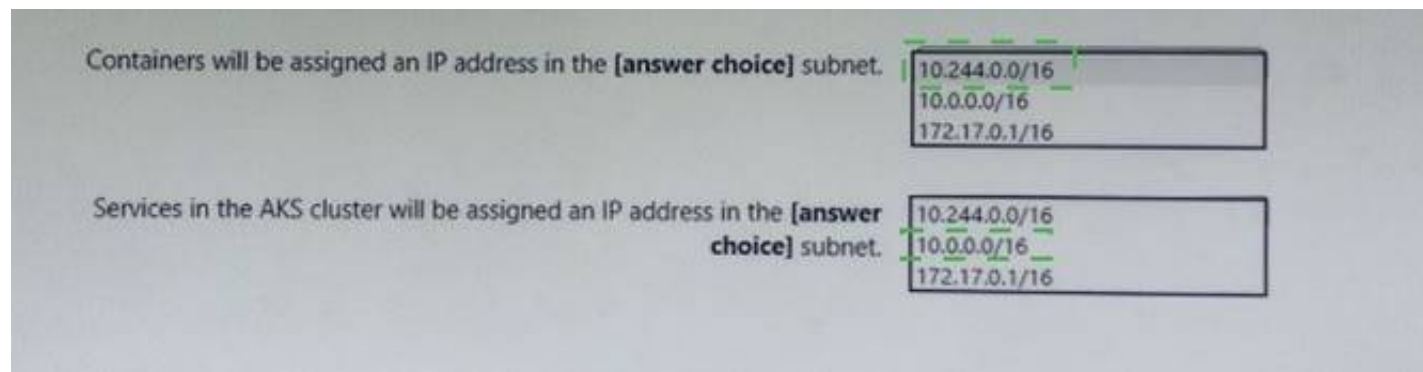 Containers will be assigned an IP address in the [answer choice] subnet.
10.244.0.0/16
10.0.0.0/16
172.17.0.1/16
Services in the AKS cluster will be assigned an IP address in the [answer
choice] subnet.
10.244.0.0/16
10.0.0.0/16
172.17.0.1/16